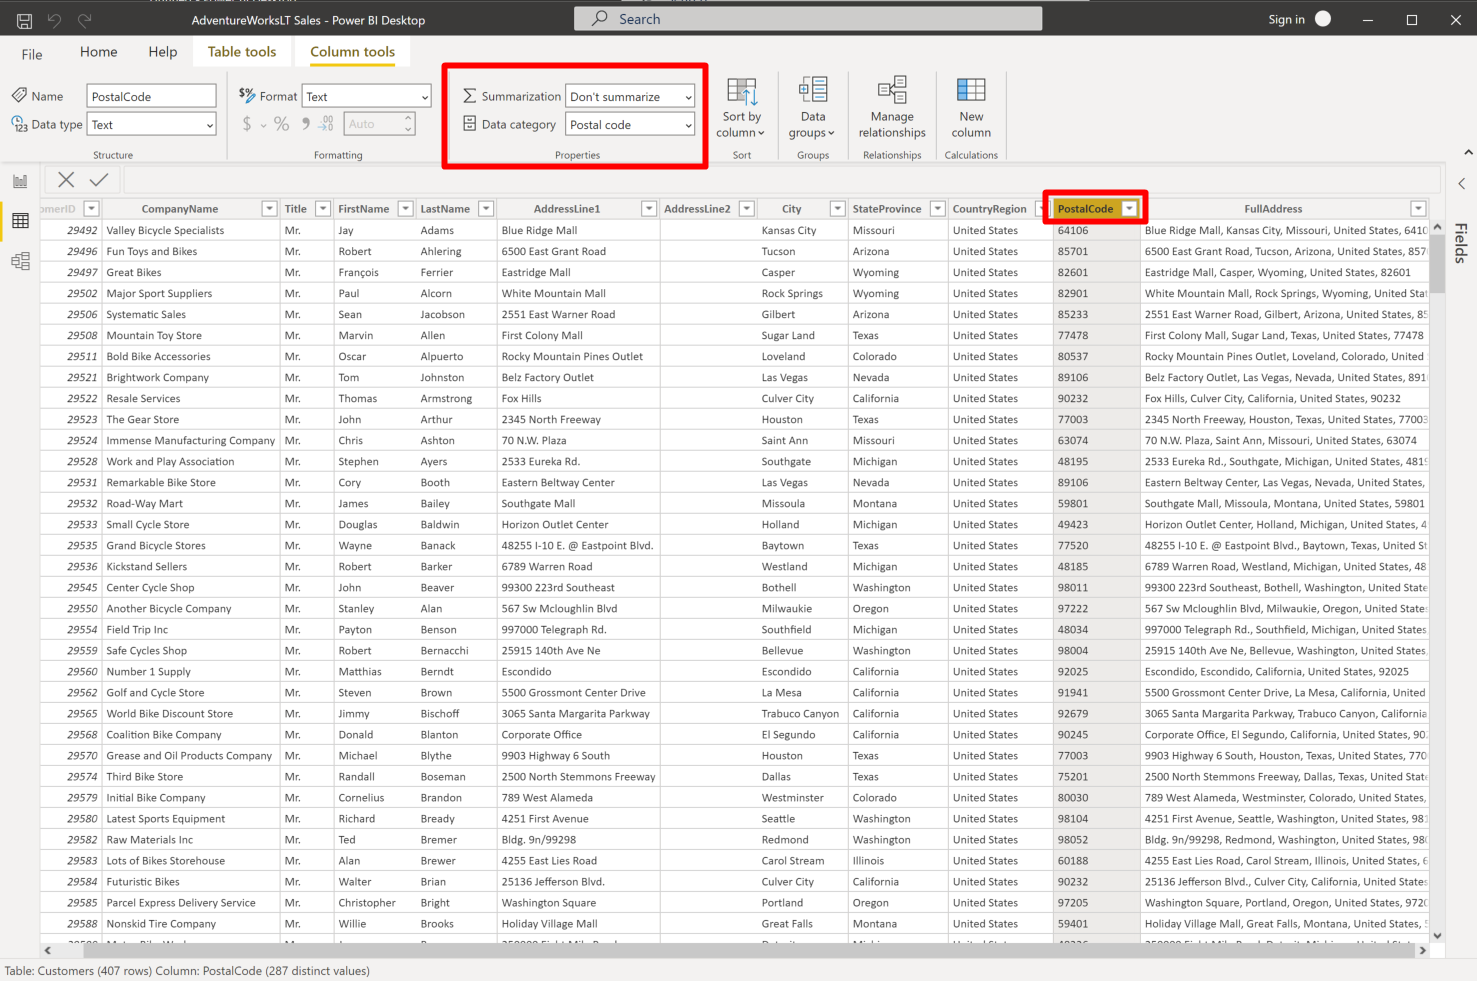 AdventureWorksLT Sales - Power BI Desktop
Search
Sign in
File
Home
Help
Table tools
Column tools
Name
PostalCode
Data type
Text
Structure
Format
Text
Auto
Formatting
Summarization
Don't summarize
Data category
Postal code
Properties
Sort by
column
Sort
Data
groups
Groups
Manage
relationships
Relationships
New
column
Calculations
Fields
omerID CompanyName Title FirstName LastName AddressLine1 AddressLine2 City StateProvince CountryRegion PostalCode FullAddress
29492 Valley Bicycle Specialists Mr. Jay Adams Blue Ridge Mall Kansas City Missouri United States 64106 Blue Ridge Mall, Kansas City, Missouri, United States, 6410
29496 Fun Toys and Bikes Mr. Robert Ahlering 6500 East Grant Road Tucson Arizona United States 85701 6500 East Grant Road, Tucson, Arizona, United States, 857
29497 Great Bikes Mr. François Ferrier Eastridge Mall Casper Wyoming United States 82601 Eastridge Mall, Casper, Wyoming, United States, 82601
29502 Major Sport Suppliers Mr. Paul Alcorn White Mountain Mall Rock Springs Wyoming United States 82901 White Mountain Mall, Rock Springs, Wyoming, United Stat
29506 Systematic Sales Mr. Sean Jacobson 2551 East Warner Road Gilbert Arizona United States 85233 2551 East Warner Road, Gilbert, Arizona, United States, 85
29508 Mountain Toy Store Mr. Marvin Allen First Colony Mall Sugar Land Texas United States 77478 First Colony Mall, Sugar Land, Texas, United States, 77478
29511 Bold Bike Accessories Mr. Oscar Alpuerto Rocky Mountain Pines Outlet Loveland Colorado United States 80537 Rocky Mountain Pines Outlet, Loveland, Colorado, United
29521 Brightwork Company Mr. Tom Johnston Belz Factory Outlet Las Vegas Nevada United States 89106 Belz Factory Outlet, Las Vegas, Nevada, United States, 891
29522 Resale Services Mr. Thomas Armstrong Fox Hills Culver City California United States 90232 Fox Hills, Culver City, California, United States, 90232
29523 The Gear Store Mr. John Arthur 2345 North Freeway Houston Texas United States 77003 2345 North Freeway, Houston, Texas, United States, 77003
29524 Immense Manufacturing Company Mr. Chris Ashton 70 N.W. Plaza Saint Ann Missouri United States 63074 70 N.W. Plaza, Saint Ann, Missouri, United States, 63074
29528 Work and Play Association Mr. Stephen Ayers 2533 Eureka Rd. Southgate Michigan United States 48195 2533 Eureka Rd., Southgate, Michigan, United States, 4819
29531 Remarkable Bike Store Mr. Cory Booth Eastern Beltway Center Las Vegas Nevada United States 89106 Eastern Beltway Center, Las Vegas, Nevada, United States,
29532 Road-Way Mart Mr. James Bailey Southgate Mall Missoula Montana United States 59801 Southgate Mall, Missoula, Montana, United States, 59801
29533 Small Cycle Store Mr. Douglas Baldwin Horizon Outlet Center Holland Michigan United States 49423 Horizon Outlet Center, Holland, Michigan, United States, 4
29535 Grand Bicycle Stores Mr. Wayne Banack 48255 I-10 E. @ Eastpoint Blvd. Baytown Texas United States 77520 48255 I-10 E. @ Eastpoint Blvd., Baytown, Texas, United St
29536 Kickstand Sellers Mr. Robert Barker 6789 Warren Road Westland Michigan United States 48185 6789 Warren Road, Westland, Michigan, United States, 48
29545 Center Cycle Shop Mr. John Beaver 99300 223rd Southeast Bothell Washington United States 98011 99300 223rd Southeast, Bothell, Washington, United State
29550 Another Bicycle Company Mr. Stanley Alan 567 Sw Mcloughlin Blvd Milwaukie Oregon United States 97222 567 Sw Mcloughlin Blvd, Milwaukie, Oregon, United States
29554 Field Trip Inc Mr. Payton Benson 997000 Telegraph Rd. Southfield Michigan United States 48034 997000 Telegraph Rd., Southfield, Michigan, United States
29559 Safe Cycles Shop Mr. Robert Bernacchi 25915 140th Ave Ne Bellevue Washington United States 98004 25915 140th Ave Ne, Bellevue, Washington, United States,
29560 Number 1 Supply Mr. Matthias Berndt Escondido Escondido California United States 92025 Escondido, Escondido, California, United States, 92025
29562 Golf and Cycle Store Mr. Steven Brown 5500 Grossmont Center Drive La Mesa California United States 91941 5500 Grossmont Center Drive, La Mesa, California, United
29565 World Bike Discount Store Mr. Jimmy Bischoff 3065 Santa Margarita Parkway Trabuco Canyon California United States 92679 3065 Santa Margarita Parkway, Trabuco Canyon, California
29568 Coalition Bike Company Mr. Donald Blanton Corporate Office El Segundo California United States 90245 Corporate Office, El Segundo, California, United States, 90
29570 Grease and Oil Products Company Mr. Michael Blythe 9903 Highway 6 South Houston Texas United States 77003 9903 Highway 6 South, Houston, Texas, United States, 770
29574 Third Bike Store Mr. Randall Boseman 2500 North Stemmons Freeway Dallas Texas United States 75201 2500 North Stemmons Freeway, Dallas, Texas, United Stat
29579 Initial Bike Company Mr. Cornelius Brandon 789 West Alameda Westminster Colorado United States 80030 789 West Alameda, Westminster, Colorado, United States,
29580 Latest Sports Equipment Mr. Richard Bready 4251 First Avenue Seattle Washington United States 98104 4251 First Avenue, Seattle, Washington, United States, 981
29582 Raw Materials Inc Mr. Ted Bremer Bldg. 9n/99298 Redmond Washington United States 98052 Bldg. 9n/99298, Redmond, Washington, United States, 980
29583 Lots of Bikes Storehouse Mr. Alan Brewer 4255 East Lies Road Carol Stream Illinois United States 60188 4255 East Lies Road, Carol Stream, Illinois, United States, 6
29584 Futuristic Bikes Mr. Walter Brian 25136 Jefferson Blvd. Culver City California United States 90232 25136 Jefferson Blvd., Culver City, California, United States
29585 Parcel Express Delivery Service Mr. Christopher Bright Washington Square Portland Oregon United States 97205 Washington Square, Portland, Oregon, United States, 9720
29588 Nonskid Tire Company Mr. Willie Brooks Holiday Village Mall Great Falls Montana United States 59401 Holiday Village Mall, Great Falls, Montana, United States, 5
Table: Customers (407 rows) Column: PostalCode (287 distinct values)